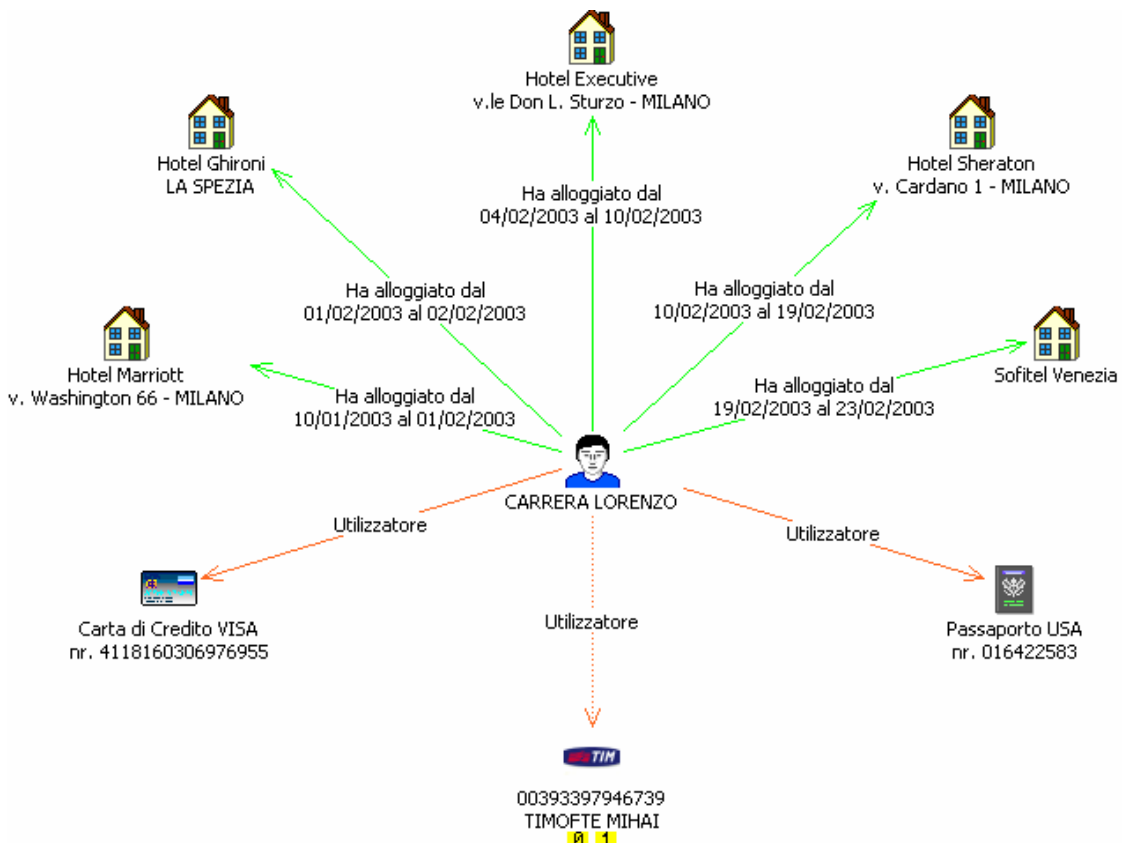 Hotel Executive
v.le Don L. Sturzo - MILANO
Hotel Ghironi
LA SPEZIA
Hotel Sheraton
v. Cardano 1 - MILANO
Ha alloggiato dal
04/02/2003 al 10/02/2003
Ha alloggiato dal
01/02/2003 al 02/02/2003
Ha alloggiato dal
10/02/2003 al 19/02/2003
Hotel Marriott
v. Washington 66 - MILANO
Sofitel Venezia
Ha alloggiato dal
10/01/2003 al 01/02/2003
Ha alloggiato dal
19/02/2003 al 23/02/2003
CARRERA LORENZO
Utilizzatore
Utilizzatore
Utilizzatore
Carta di Credito VISA
nr. 4118160306976955
Passaporto USA
nr. 016422583
TIM
00393397946739
TIMOFTE MIHAI
0 1